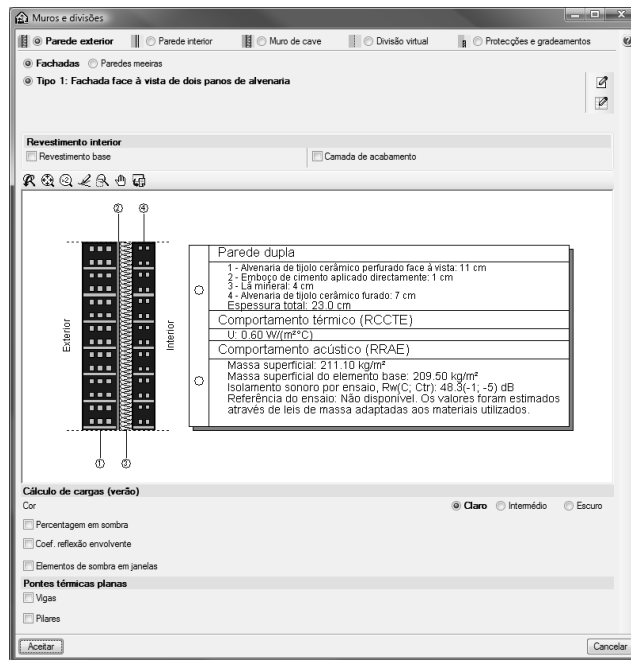 Muros e divisões
Parede exterior Parede interior Muro de cave Divisão virtual Protecções e gradeamentos
Fachadas Paredes meeiras
Tipo 1: Fachada face à vista de dois panos de alvenaria
Revestimento interior
Revestimento base Camada de acabamento
② ④
Exterior
Interior
① ③
Parede dupla
1 - Alvenaria de tijolo cerâmico perfurado face à vista: 11 cm
2 - Emboço de cimento aplicado directamente: 1 cm
3 - Lã mineral: 4 cm
4 - Alvenaria de tijolo cerâmico furado: 7 cm
Espessura total: 23.0 cm
Comportamento térmico (RCCTE)
U: 0.60 W/(m²°C)
Comportamento acústico (RRAE)
Massa superficial: 211.10 kg/m²
Massa superficial do elemento base: 209.50 kg/m²
Isolamento sonoro por ensaio, Rw(C; Ctr): 48.3(-1; -5) dB
Referência do ensaio: Não disponível. Os valores foram estimados
através de leis de massa adaptadas aos materiais utilizados.
Cálculo de cargas (verão)
Cor Claro Intermédio Escuro
Percentagem em sombra
Coef. reflexão envolvente
Elementos de sombra em janelas
Pontes térmicas planas
Vigas
Pilares
Aceitar Cancelar